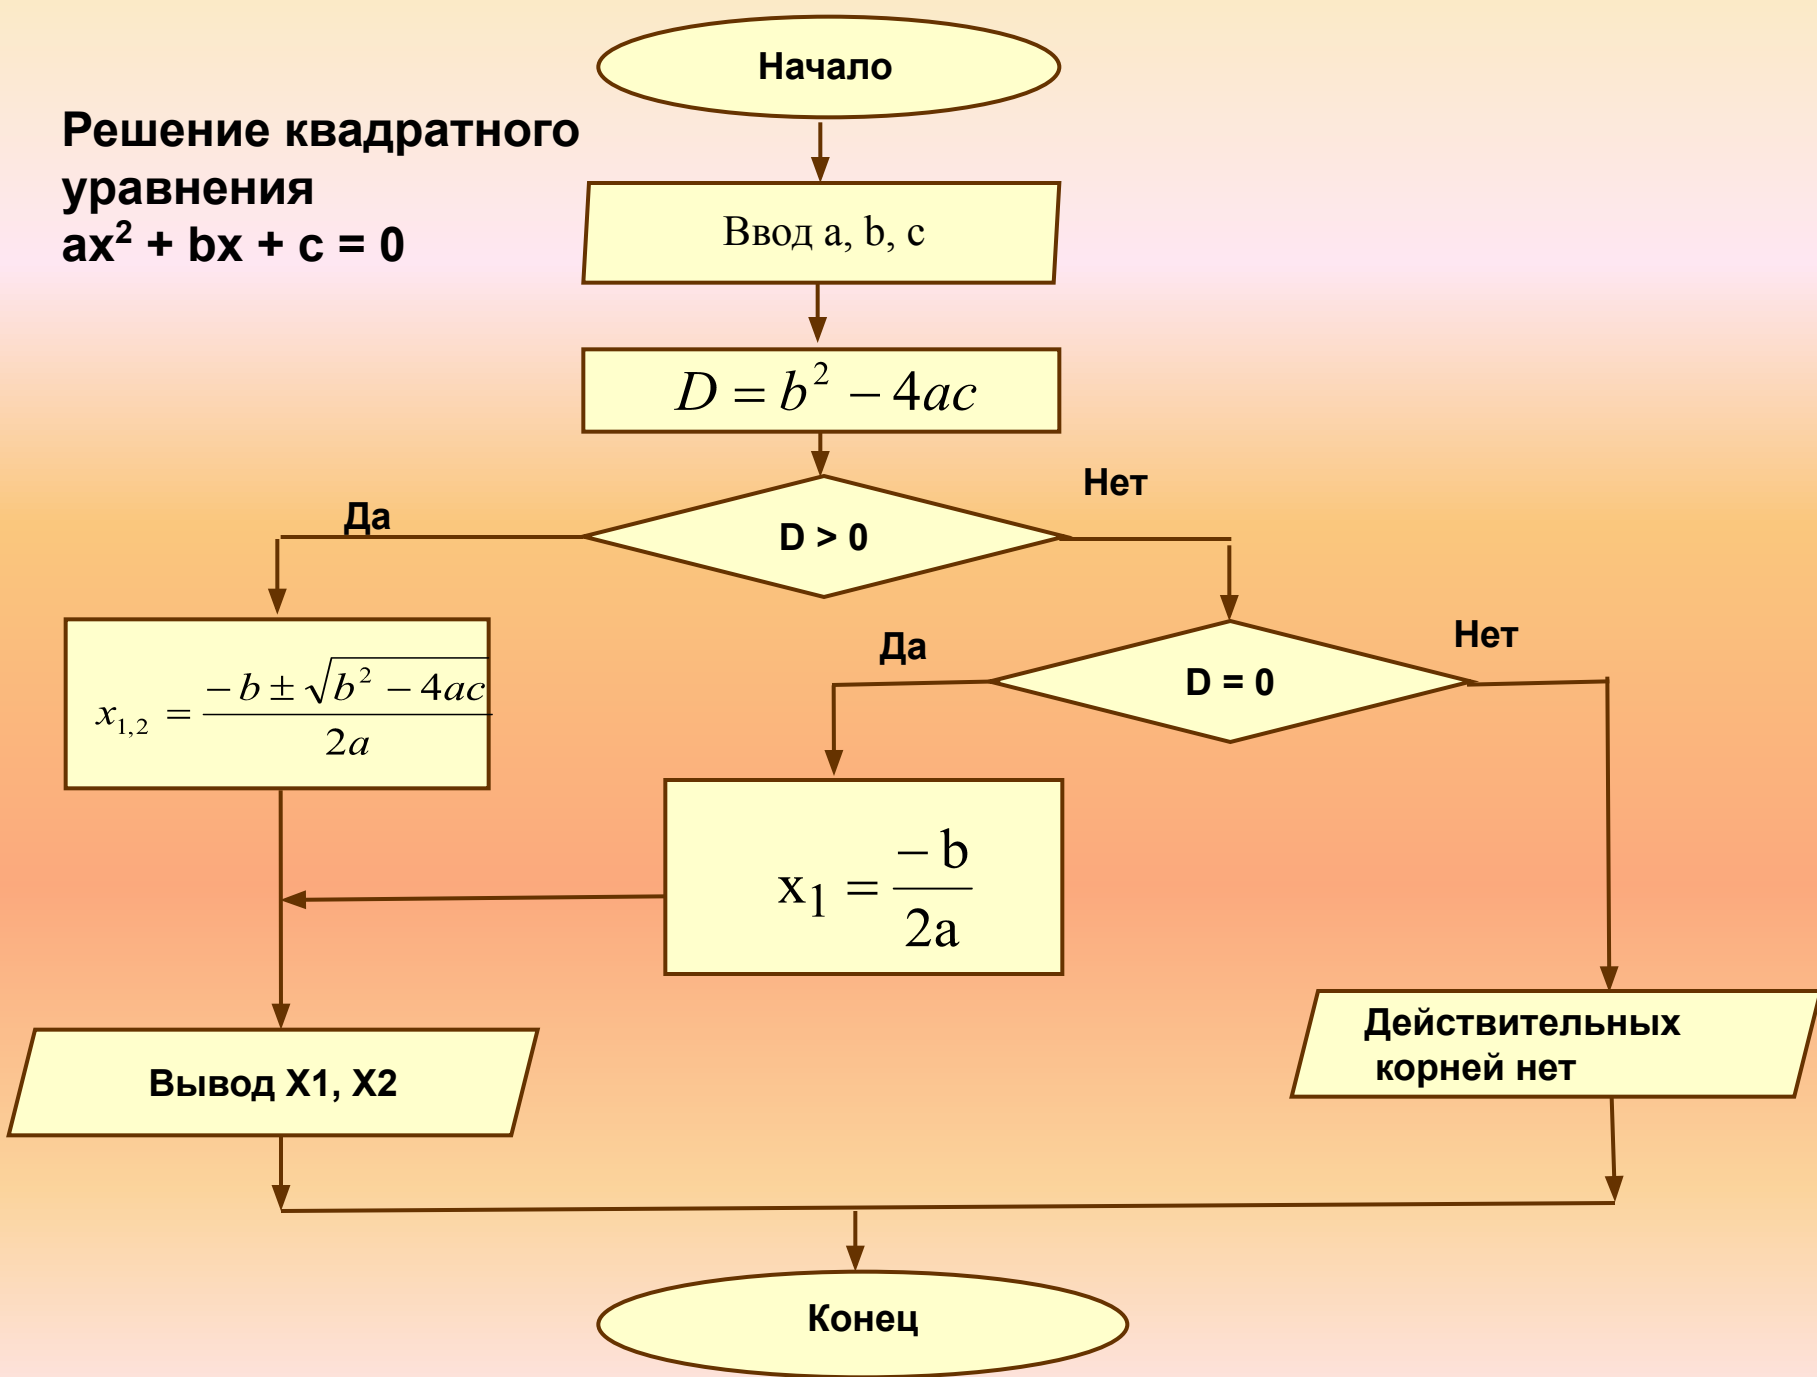 Начало
Решение квадратного
уравнения
ax² + bx + c = 0
Ввод a, b, c
D = b² − 4ac
D > 0
Да
Нет
x₁,₂ = (−b ± √(b² − 4ac)) / 2a
D = 0
Да
Нет
x₁ = −b / 2a
Вывод X1, X2
Действительных
корней нет
Конец